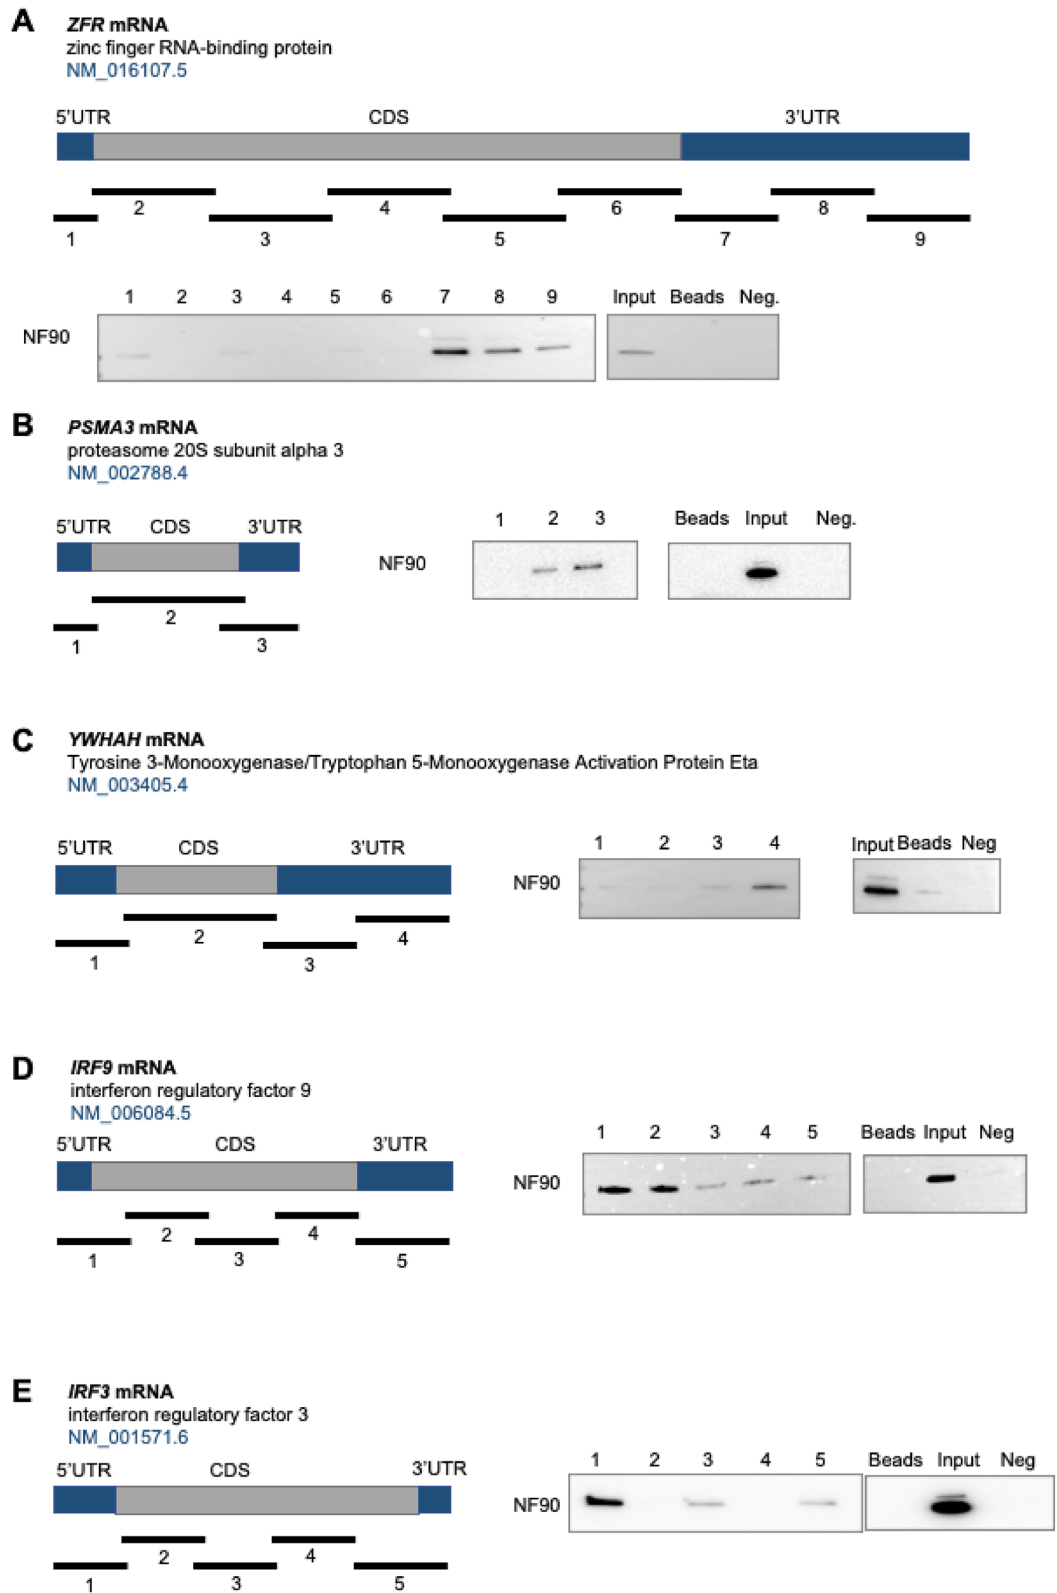 A
ZFR mRNA
zinc finger RNA-binding protein
NM_016107.5
5'UTR CDS 3'UTR
2 4 6 8
1 3 5 7 9
1 2 3 4 5 6 7 8 9 Input Beads Neg.
NF90
B
PSMA3 mRNA
proteasome 20S subunit alpha 3
NM_002788.4
5'UTR CDS 3'UTR
1 2 3 Beads Input Neg.
NF90
2
1 3
C
YWHAH mRNA
Tyrosine 3-Monooxygenase/Tryptophan 5-Monooxygenase Activation Protein Eta
NM_003405.4
5'UTR CDS 3'UTR
1 2 3 4 Input Beads Neg
NF90
2 4
1 3
D
IRF9 mRNA
interferon regulatory factor 9
NM_006084.5
5'UTR CDS 3'UTR
1 2 3 4 5 Beads Input Neg
NF90
2 4
1 3 5
E
IRF3 mRNA
interferon regulatory factor 3
NM_001571.6
5'UTR CDS 3'UTR
1 2 3 4 5 Beads Input Neg
NF90
2 4
1 3 5